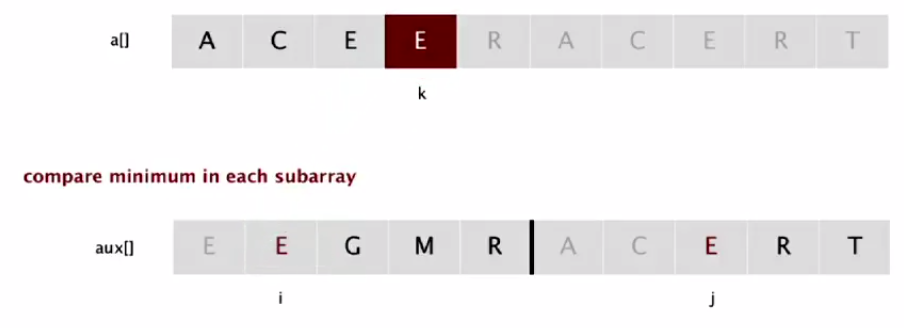 a[] A C E E R A C E R T
k
compare minimum in each subarray
aux[] E E G M R A C E R T
i j